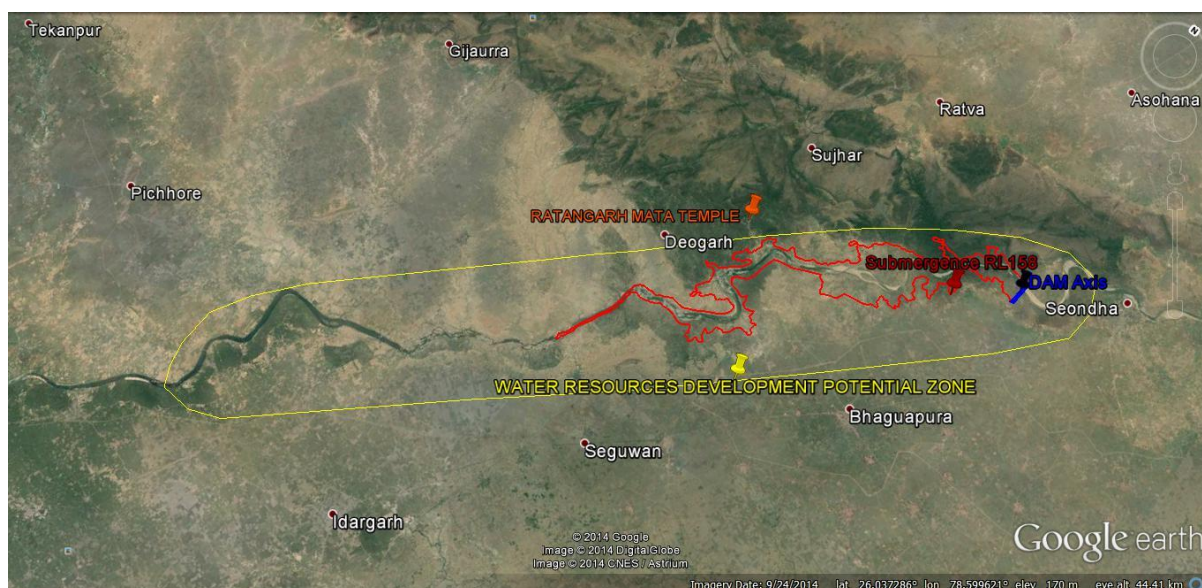 Tekanpur
Gijaurra
Asohana
Ratva
Sujhar
Pichhore
RATANGARH MATA TEMPLE
Deogarh
Submergence RL158
DAM Axis
Seondha
WATER RESOURCES DEVELOPMENT POTENTIAL ZONE
Bhaguapura
Seguwan
Idargarh
© 2014 Google
Image © 2014 DigitalGlobe
Image © 2014 CNES / Astrium
Google earth
Imagery Date: 9/24/2014 lat 26.037286° lon 78.599621° elev 170 m eye alt 44.41 km
N